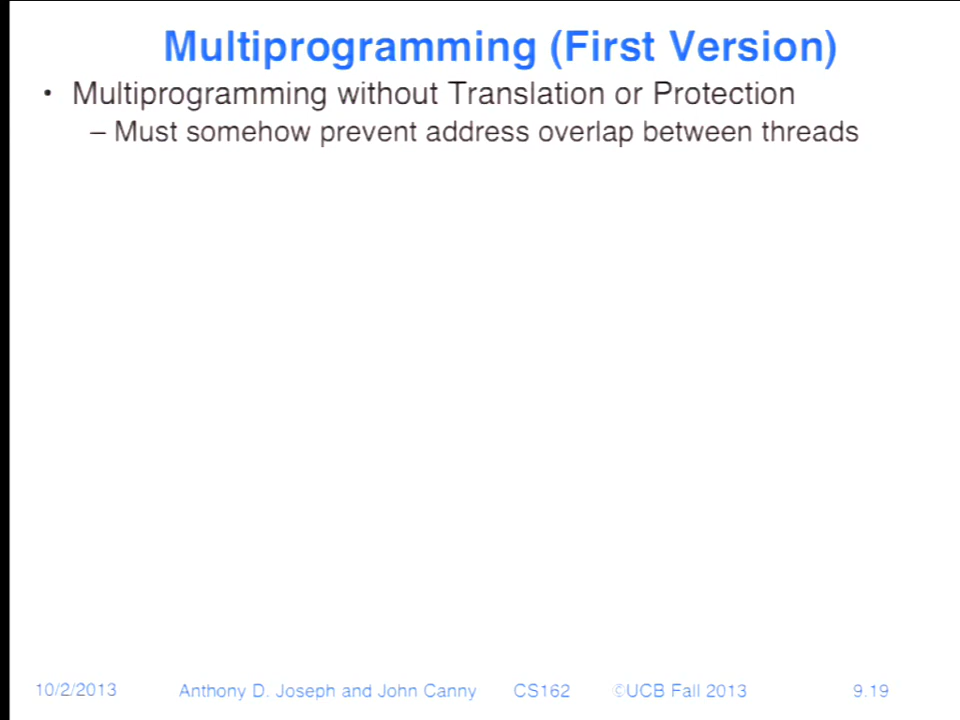 Multiprogramming (First Version)
• Multiprogramming without Translation or Protection
– Must somehow prevent address overlap between threads
10/2/2013 Anthony D. Joseph and John Canny CS162 ©UCB Fall 2013 9.19